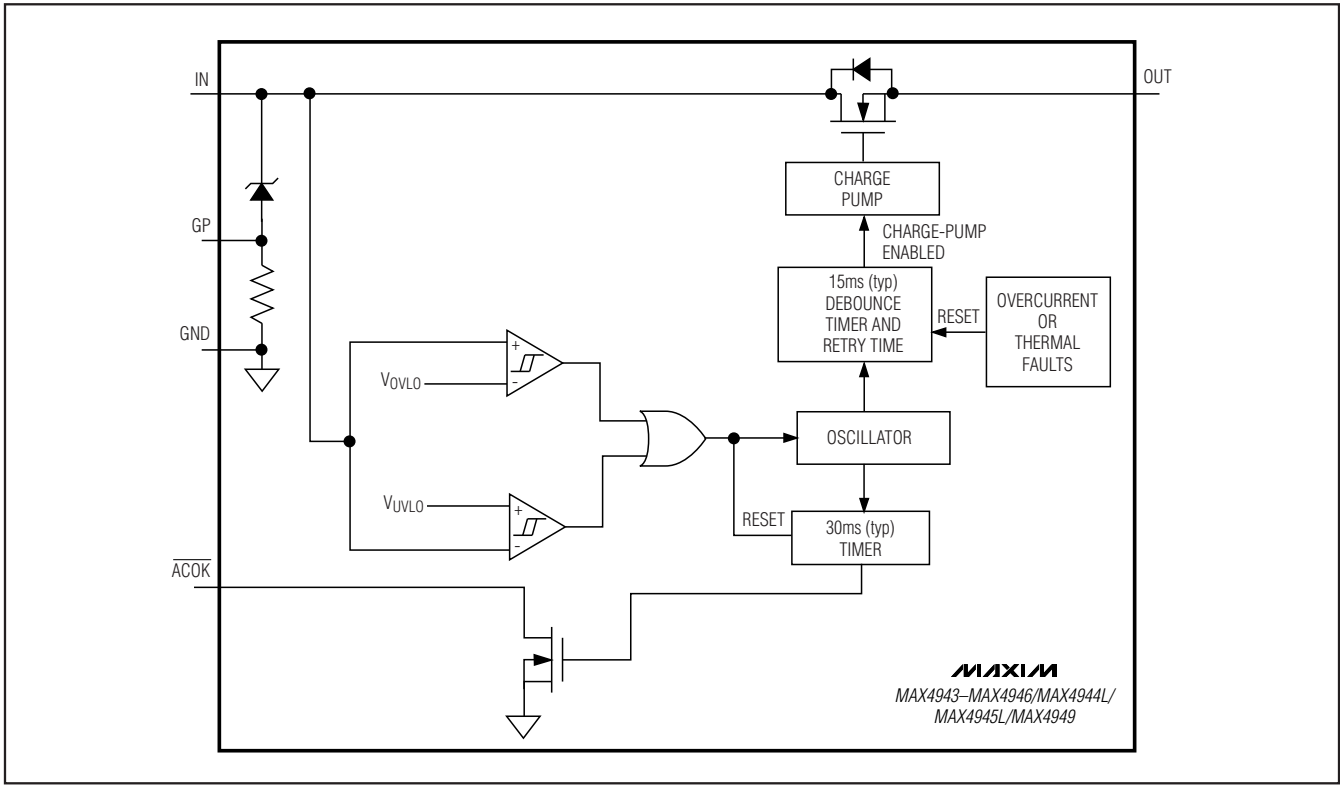 IN
OUT
CHARGE
PUMP
GP
CHARGE-PUMP
ENABLED
15ms (typ)
DEBOUNCE
TIMER AND
RETRY TIME
RESET
OVERCURRENT
OR
THERMAL
FAULTS
GND
+
VOVLO
-
OSCILLATOR
VUVLO
+
-
RESET
30ms (typ)
TIMER
ACOK
MAXIM
MAX4943–MAX4946/MAX4944L/
MAX4945L/MAX4949